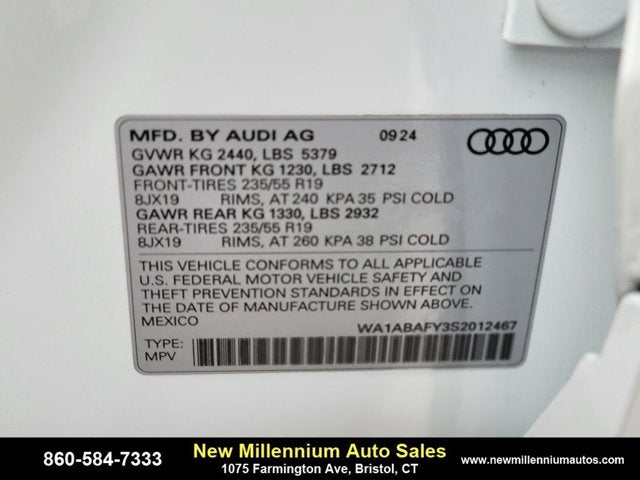 MFD. BY AUDI AG 09 24
GVWR KG 2440, LBS 5379
GAWR FRONT KG 1230, LBS 2712
FRONT-TIRES 235/55 R19
8JX19 RIMS, AT 240 KPA 35 PSI COLD
GAWR REAR KG 1330, LBS 2932
REAR-TIRES 235/55 R19
8JX19 RIMS, AT 260 KPA 38 PSI COLD
THIS VEHICLE CONFORMS TO ALL APPLICABLE
U.S. FEDERAL MOTOR VEHICLE SAFETY AND
THEFT PREVENTION STANDARDS IN EFFECT ON
THE DATE OF MANUFACTURE SHOWN ABOVE.
MEXICO WA1ABAFY3S2012467
TYPE:
MPV
860-584-7333 New Millennium Auto Sales www.newmillenniumautos.com
1075 Farmington Ave, Bristol, CT